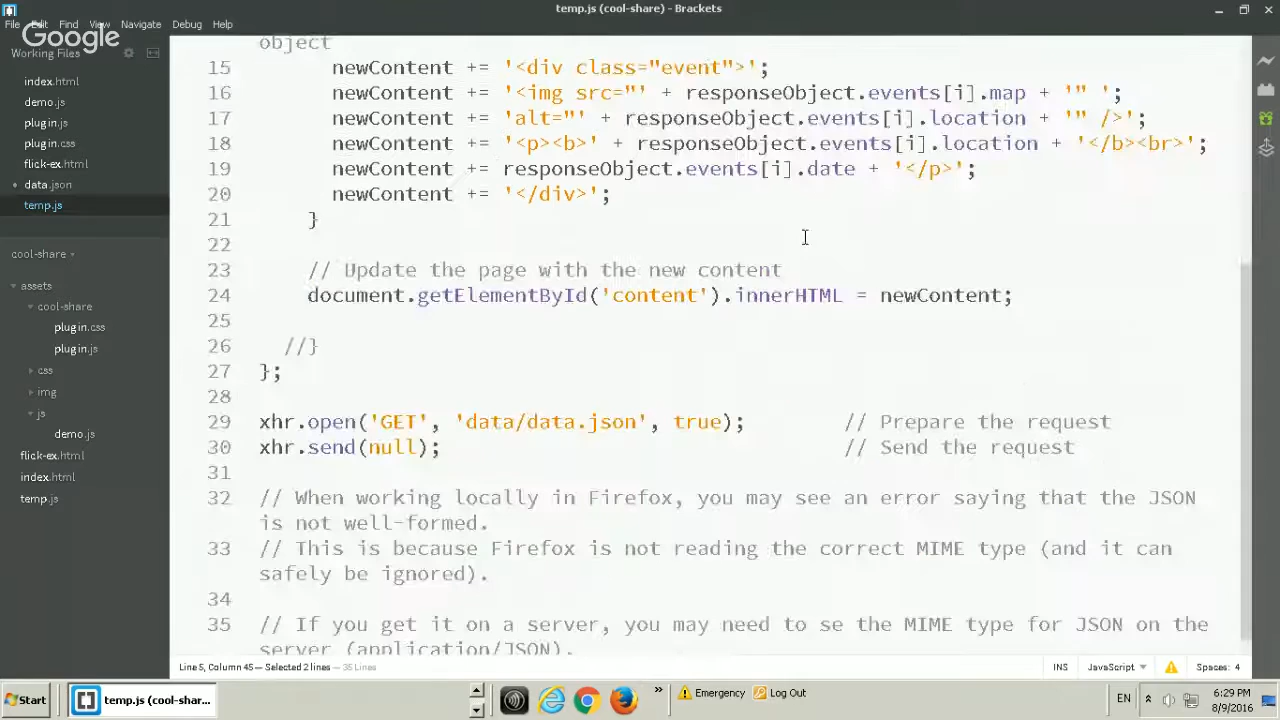 temp.js (cool-share) - Brackets
File Edit Find View Navigate Debug Help
Google
Working Files
index.html
demo.js
plugin.js
plugin.css
flick-ex.html
data.json
temp.js
cool-share
assets
cool-share
plugin.css
plugin.js
css
img
js
demo.js
flick-ex.html
index.html
temp.js
object
15 newContent += '<div class="event">';
16 newContent += '<img src="' + responseObject.events[i].map + '" ';
17 newContent += 'alt="' + responseObject.events[i].location + '" />';
18 newContent += '<p><b>' + responseObject.events[i].location + '</b><br>';
19 newContent += responseObject.events[i].date + '</p>';
20 newContent += '</div>';
21 }
22
23 // Update the page with the new content
24 document.getElementById('content').innerHTML = newContent;
25
26 //}
27 };
28
29 xhr.open('GET', 'data/data.json', true); // Prepare the request
30 xhr.send(null); // Send the request
31
32 // When working locally in Firefox, you may see an error saying that the JSON
is not well-formed.
33 // This is because Firefox is not reading the correct MIME type (and it can
safely be ignored).
34
35 // If you get it on a server, you may need to se the MIME type for JSON on the
server (application/JSON).
Line 5, Column 45 — Selected 2 lines — 35 Lines
INS JavaScript Spaces: 4
Start temp.js (cool-shar... » Emergency Log Out EN 6:29 PM
8/9/2016